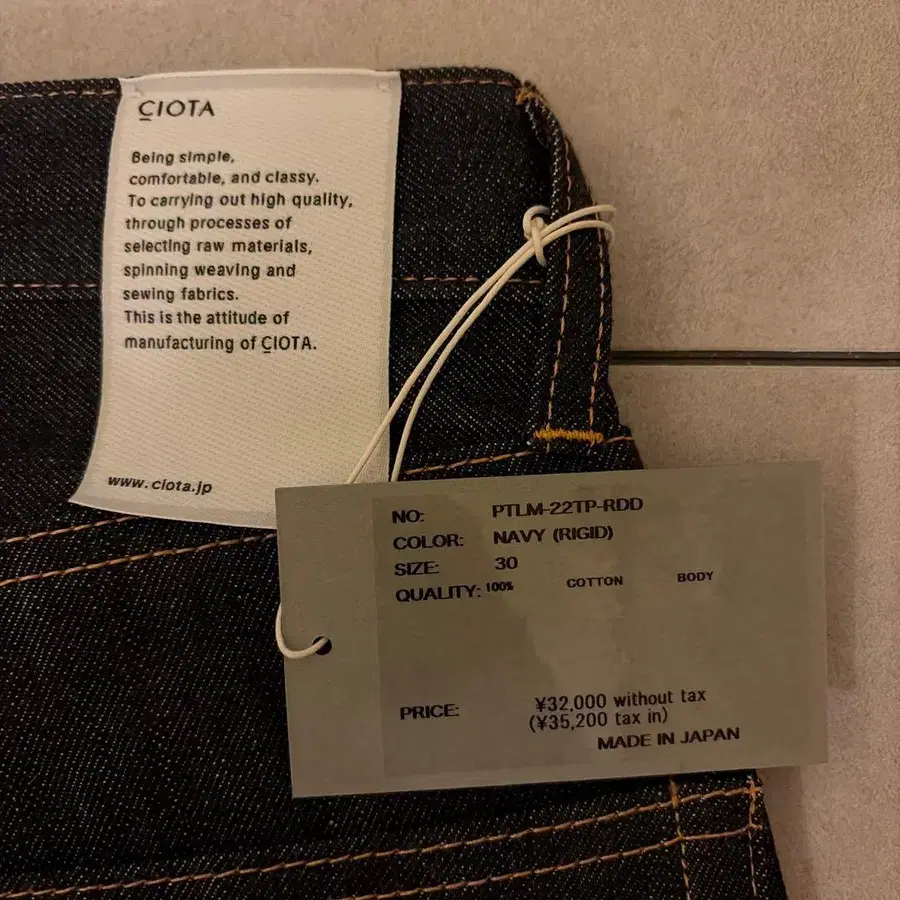 CIOTA
Being simple,
comfortable, and classy.
To carrying out high quality,
through processes of
selecting raw materials,
spinning weaving and
sewing fabrics.
This is the attitude of
manufacturing of CIOTA.
www.ciota.jp
NO: PTLM-22TP-RDD
COLOR: NAVY (RIGID)
SIZE: 30
QUALITY: 100% COTTON BODY
PRICE: ¥32,000 without tax
(¥35,200 tax in)
MADE IN JAPAN